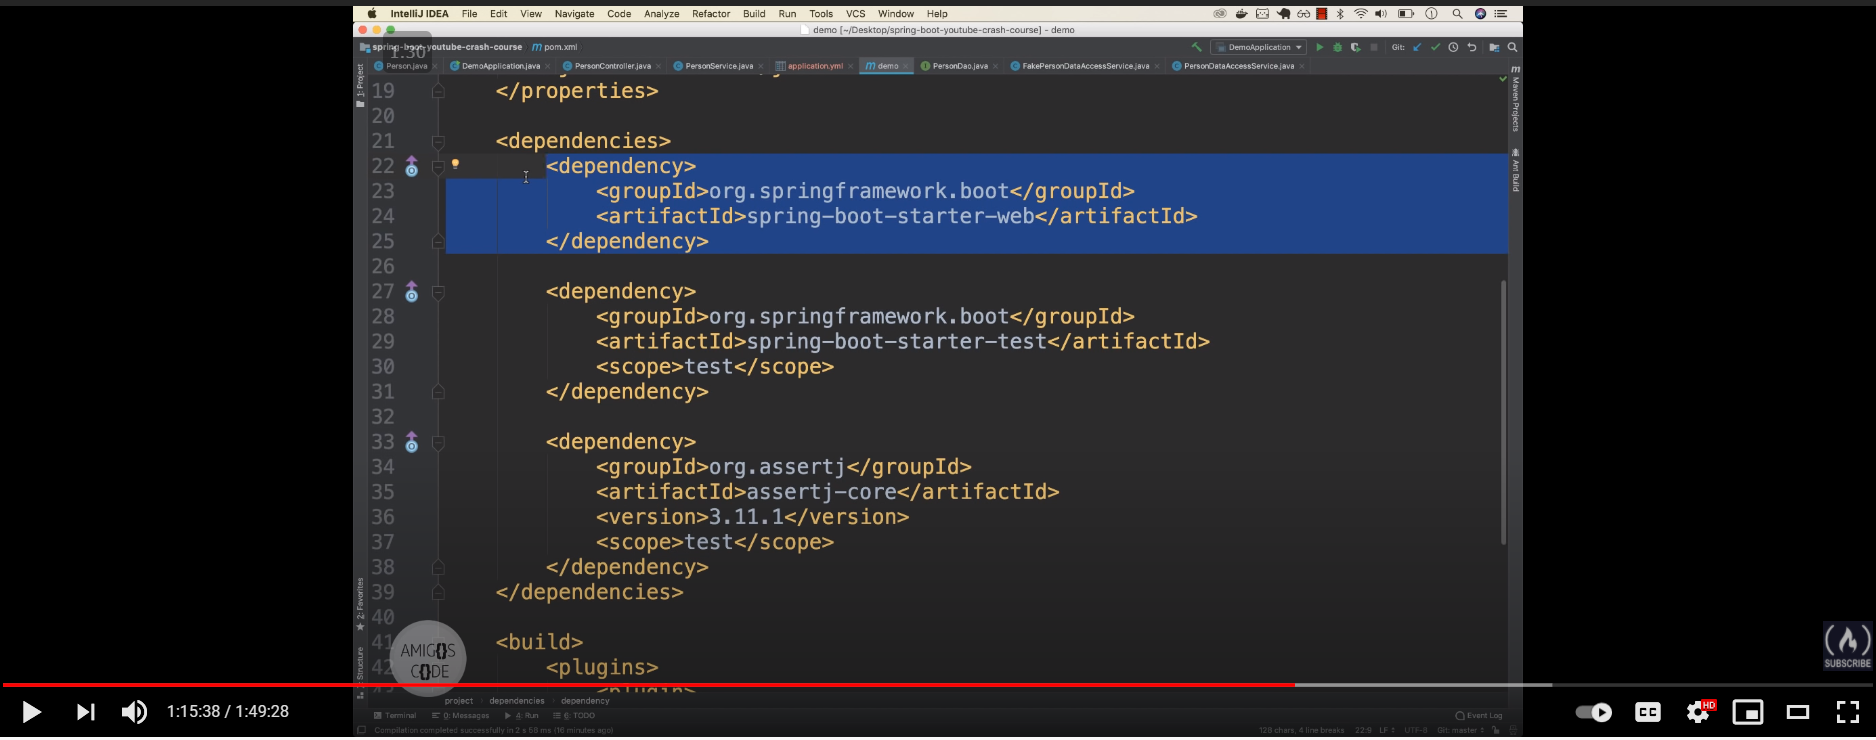 IntelliJ IDEA File Edit View Navigate Code Analyze Refactor Build Run Tools VCS Window Help
demo [~/Desktop/spring-boot-youtube-crash-course] - demo
spring-boot-youtube-crash-course pom.xml
1:30
DemoApplication
Git:
Person.java DemoApplication.java PersonController.java PersonService.java application.yml demo PersonDao.java FakePersonDataAccessService.java PersonDataAccessService.java
1: Project
Maven Projects
Ant Build
19 </properties>
20
21 <dependencies>
22 <dependency>
23 <groupId>org.springframework.boot</groupId>
24 <artifactId>spring-boot-starter-web</artifactId>
25 </dependency>
26
27 <dependency>
28 <groupId>org.springframework.boot</groupId>
29 <artifactId>spring-boot-starter-test</artifactId>
30 <scope>test</scope>
31 </dependency>
32
33 <dependency>
34 <groupId>org.assertj</groupId>
35 <artifactId>assertj-core</artifactId>
36 <version>3.11.1</version>
37 <scope>test</scope>
38 </dependency>
39 </dependencies>
40
41 <build>
42 <plugins>
<plugin>
2: Favorites
Structure
AMIG{}S
C{}DE
SUBSCRIBE
project dependencies dependency
Terminal 0: Messages 4: Run 6: TODO Event Log
Compilation completed successfully in 2 s 58 ms (16 minutes ago) 128 chars, 4 line breaks 22:9 LF UTF-8 Git: master
1:15:38 / 1:49:28
CC
HD